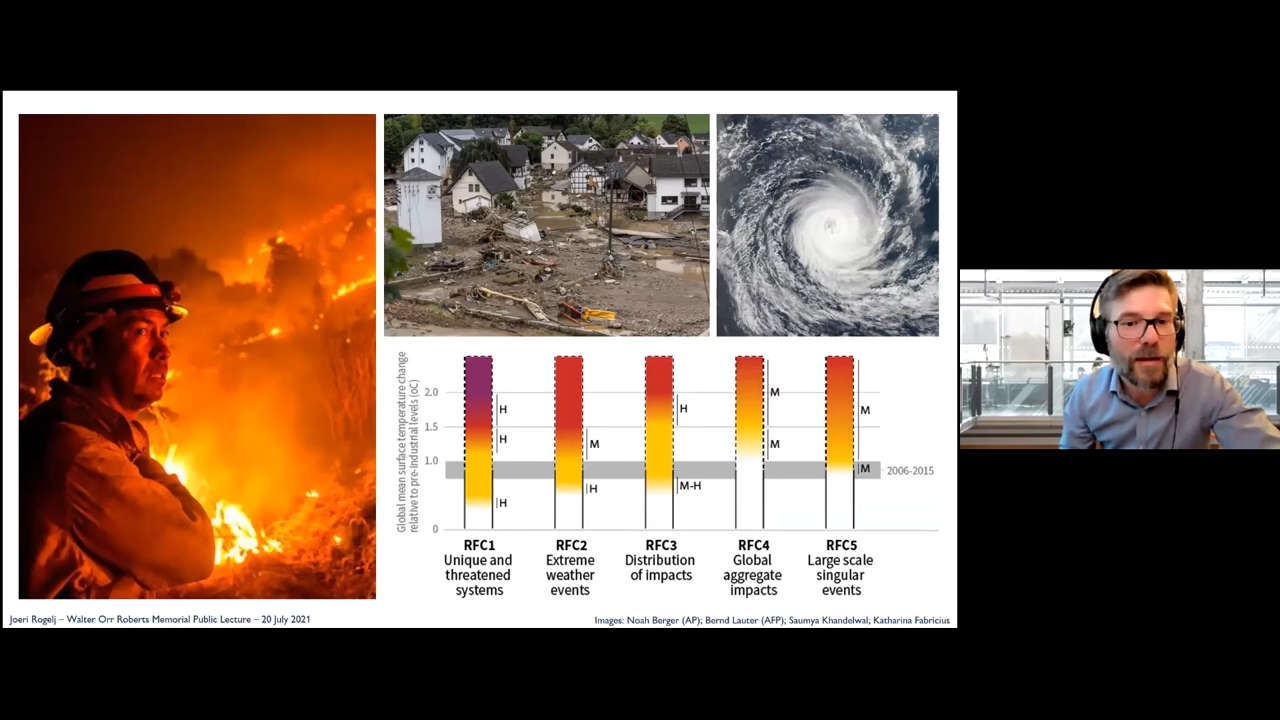 Global mean surface temperature change
relative to pre-industrial levels (oC)
2.0
1.5
1.0
0
H
H
H
M
H
H
M-H
M
M
M
M
2006-2015
RFC1
Unique and
threatened
systems
RFC2
Extreme
weather
events
RFC3
Distribution
of impacts
RFC4
Global
aggregate
impacts
RFC5
Large scale
singular
events
Joeri Rogelj – Walter Orr Roberts Memorial Public Lecture – 20 July 2021
Images: Noah Berger (AP); Bernd Lauter (AFP); Saumya Khandelwal; Katharina Fabricius